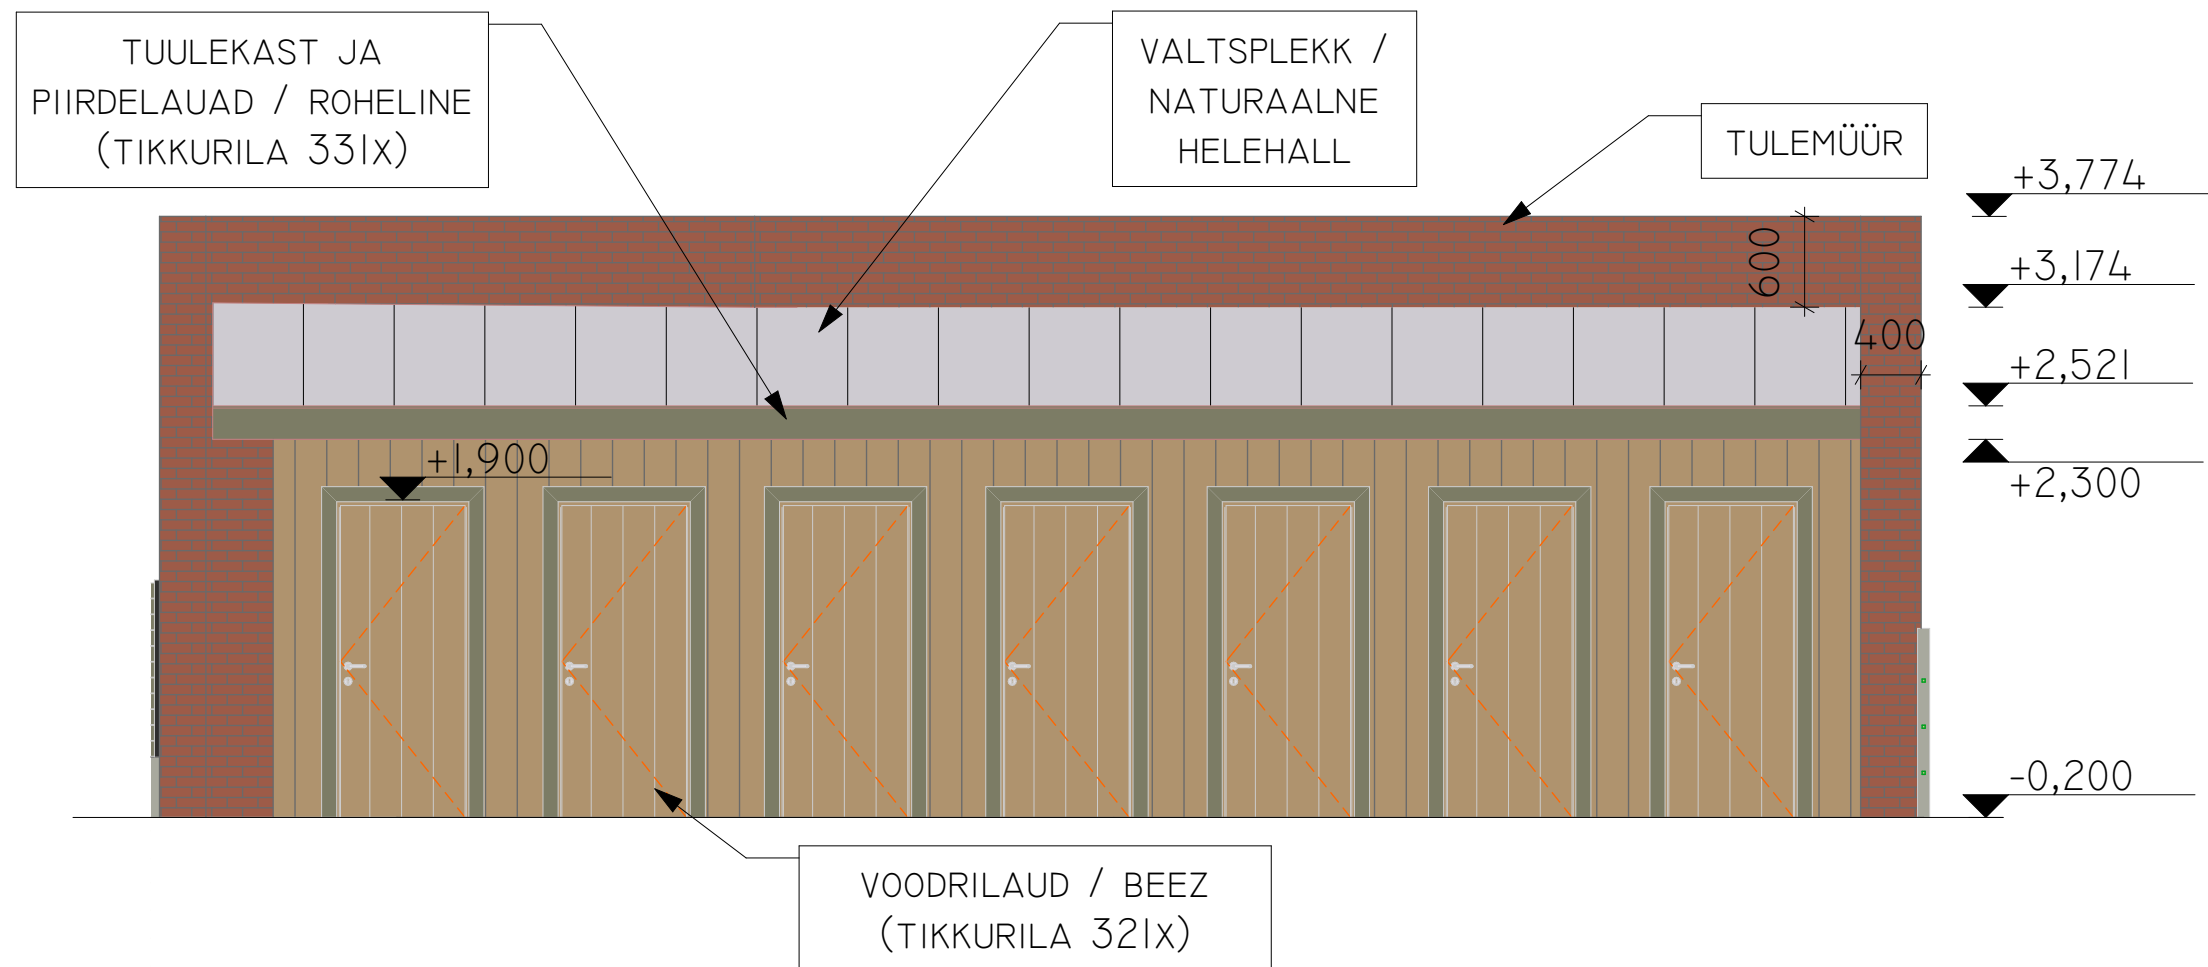 TUULEKAST JA
PIIRDELAUAD / ROHELINE
(TIKKURILA 331X)
VALTSPLEKK /
NATURAALNE
HELEHALL
TULEMÜÜR
+3,774
600
+3,174
400
+2,521
+1,900
+2,300
-0,200
VOODRILAUD / BEEZ
(TIKKURILA 321X)